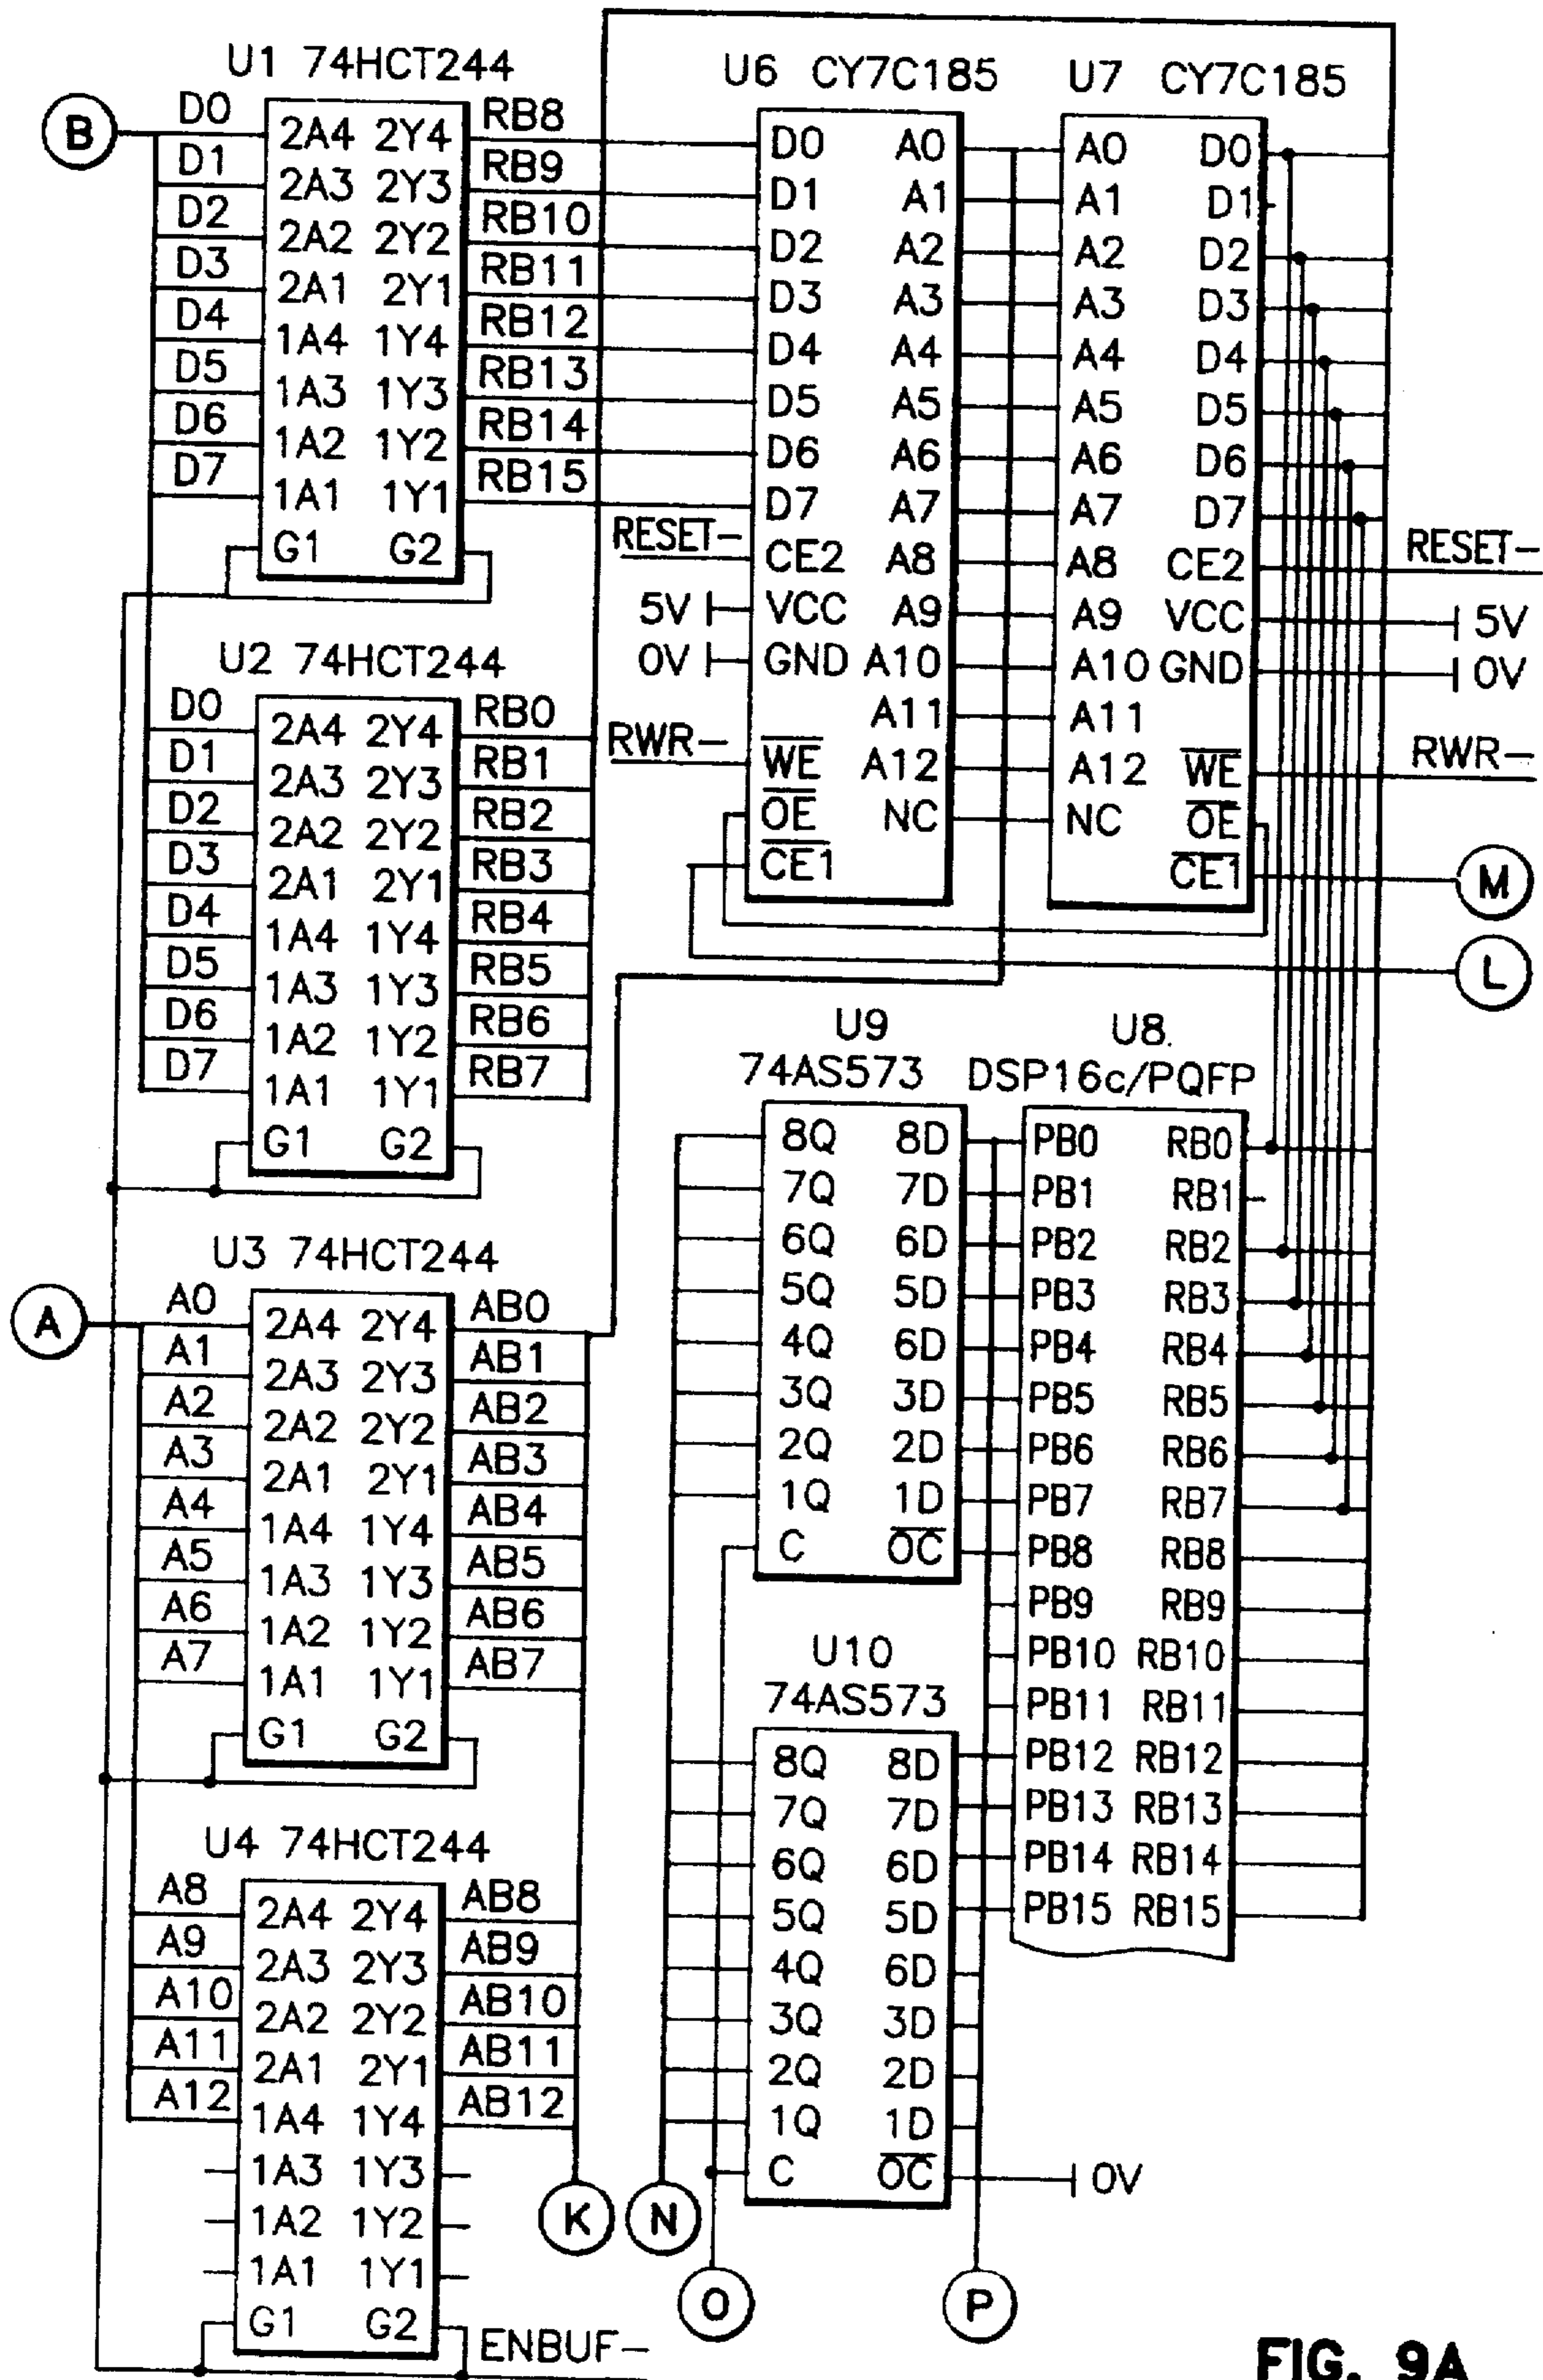 U1 74HCT244
B
D0 2A4 2Y4 RB8
D1 2A3 2Y3 RB9
D2 2A2 2Y2 RB10
D3 2A1 2Y1 RB11
D4 1A4 1Y4 RB12
D5 1A3 1Y3 RB13
D6 1A2 1Y2 RB14
D7 1A1 1Y1 RB15
G1 G2
U2 74HCT244
D0 2A4 2Y4 RB0
D1 2A3 2Y3 RB1
D2 2A2 2Y2 RB2
D3 2A1 2Y1 RB3
D4 1A4 1Y4 RB4
D5 1A3 1Y3 RB5
D6 1A2 1Y2 RB6
D7 1A1 1Y1 RB7
G1 G2
U3 74HCT244
A
A0 2A4 2Y4 AB0
A1 2A3 2Y3 AB1
A2 2A2 2Y2 AB2
A3 2A1 2Y1 AB3
A4 1A4 1Y4 AB4
A5 1A3 1Y3 AB5
A6 1A2 1Y2 AB6
A7 1A1 1Y1 AB7
G1 G2
U4 74HCT244
A8 2A4 2Y4 AB8
A9 2A3 2Y3 AB9
A10 2A2 2Y2 AB10
A11 2A1 2Y1 AB11
A12 1A4 1Y4 AB12
1A3 1Y3
1A2 1Y2
1A1 1Y1
G1 G2
ENBUF-
K
U6 CY7C185
D0 A0
D1 A1
D2 A2
D3 A3
D4 A4
D5 A5
D6 A6
D7 A7
RESET- CE2 A8
5V VCC A9
0V GND A10
A11
RWR- WE A12
OE NC
CE1
U7 CY7C185
A0 D0
A1 D1
A2 D2
A3 D3
A4 D4
A5 D5
A6 D6
A7 D7
A8 CE2 RESET-
A9 VCC 5V
A10 GND 0V
A11
A12 WE RWR-
NC OE
CE1 M
L
U9
74AS573
8Q 8D
7Q 7D
6Q 6D
5Q 5D
4Q 6D
3Q 3D
2Q 2D
1Q 1D
C OC
U8.
DSP16c/PQFP
PB0 RB0
PB1 RB1
PB2 RB2
PB3 RB3
PB4 RB4
PB5 RB5
PB6 RB6
PB7 RB7
PB8 RB8
PB9 RB9
PB10 RB10
PB11 RB11
PB12 RB12
PB13 RB13
PB14 RB14
PB15 RB15
U10
74AS573
8Q 8D
7Q 7D
6Q 6D
5Q 5D
4Q 6D
3Q 3D
2Q 2D
1Q 1D
C OC 0V
N
O
P
FIG. 9A